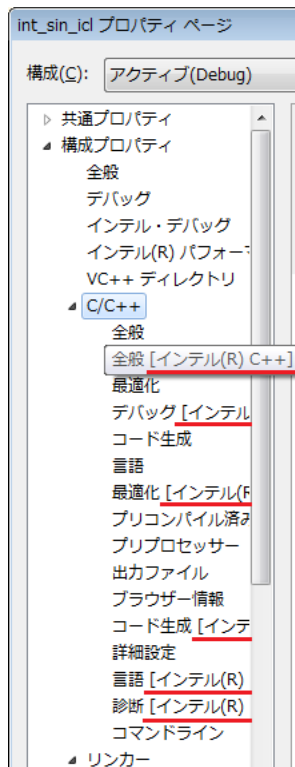 int_sin_icl プロパティ ページ
構成(C): アクティブ(Debug)
共通プロパティ
構成プロパティ
全般
デバッグ
インテル・デバッグ
インテル(R) パフォー
VC++ ディレクトリ
C/C++
全般
全般 [インテル(R) C++]
最適化
デバッグ [インテル
コード生成
言語
最適化 [インテル(R
プリコンパイル済
プリプロセッサー
出力ファイル
ブラウザー情報
コード生成 [インテ
詳細設定
言語 [インテル(R)
診断 [インテル(R)
コマンドライン
リンカー